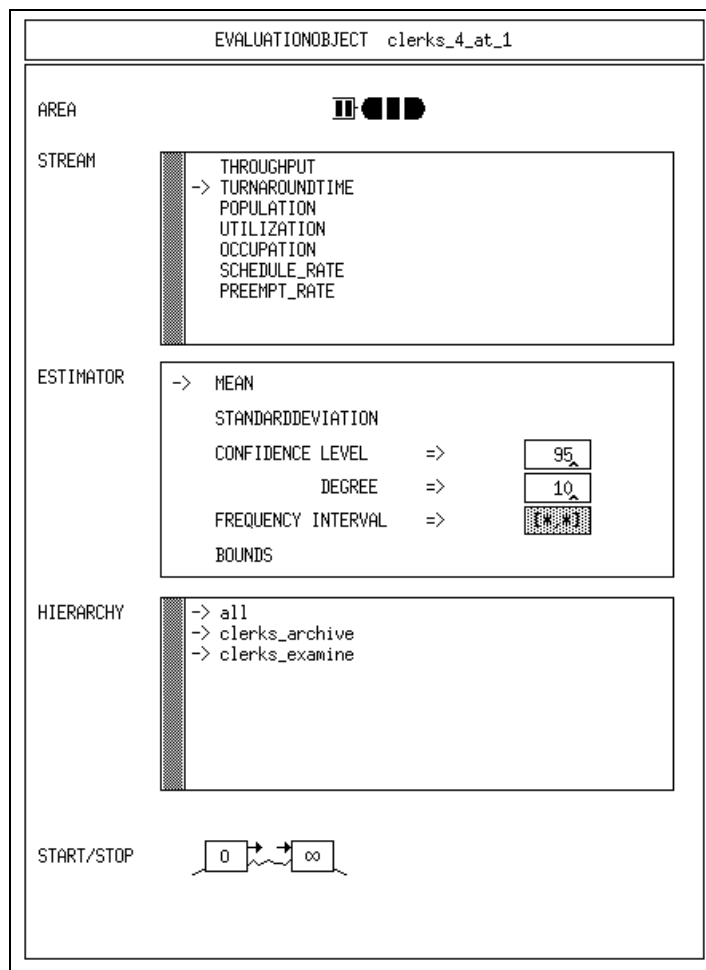 EVALUATIONOBJECT clerks_4_at_1
AREA
STREAM
THROUGHPUT
-> TURNAROUNDTIME
POPULATION
UTILIZATION
OCCUPATION
SCHEDULE_RATE
PREEMPT_RATE
ESTIMATOR
-> MEAN
STANDARDDEVIATION
CONFIDENCE LEVEL => 95
DEGREE => 10
FREQUENCY INTERVAL => [*,*]
BOUNDS
HIERARCHY
-> all
-> clerks_archive
-> clerks_examine
START/STOP 0 ∞